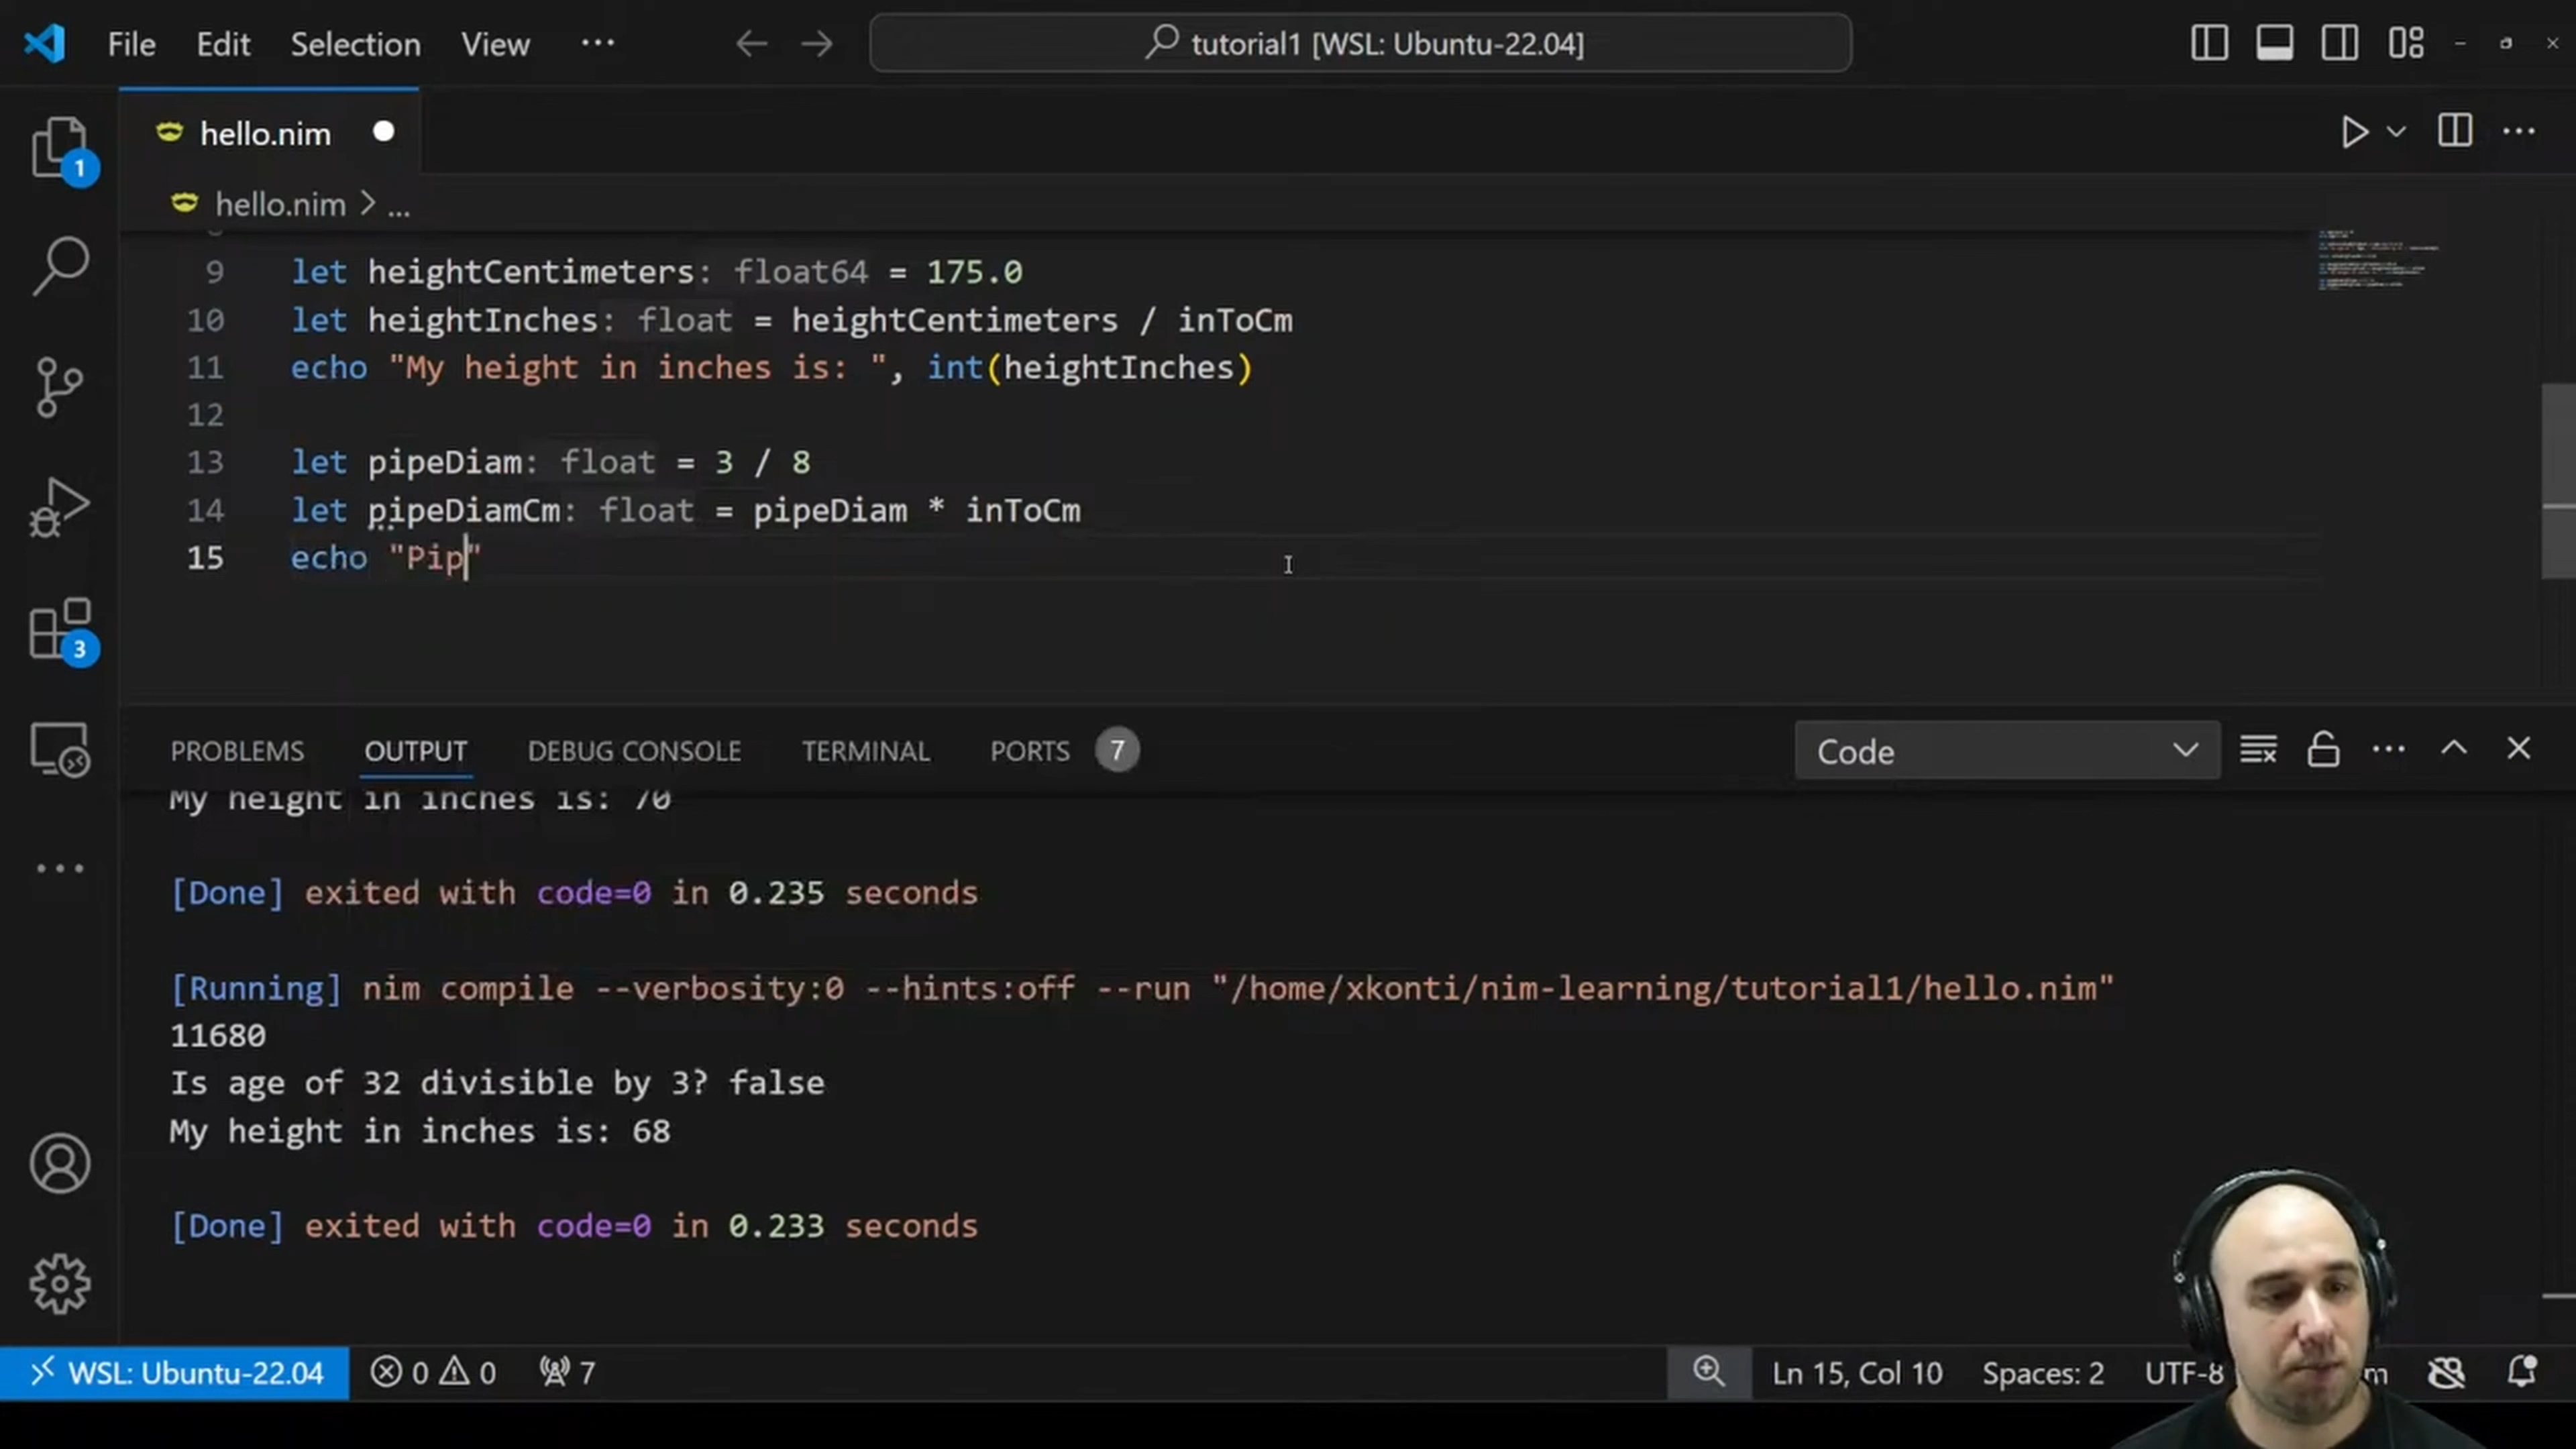 File Edit Selection View ··· tutorial1 [WSL: Ubuntu-22.04]
hello.nim
1
hello.nim > ...
9 let heightCentimeters: float64 = 175.0
10 let heightInches: float = heightCentimeters / inToCm
11 echo "My height in inches is: ", int(heightInches)
12
13 let pipeDiam: float = 3 / 8
14 let pipeDiamCm: float = pipeDiam * inToCm
15 echo "Pip"
3
PROBLEMS OUTPUT DEBUG CONSOLE TERMINAL PORTS 7 Code
My height in inches is: 70
[Done] exited with code=0 in 0.235 seconds
[Running] nim compile --verbosity:0 --hints:off --run "/home/xkonti/nim-learning/tutorial1/hello.nim"
11680
Is age of 32 divisible by 3? false
My height in inches is: 68
[Done] exited with code=0 in 0.233 seconds
WSL: Ubuntu-22.04 0 0 7 Ln 15, Col 10 Spaces: 2 UTF-8